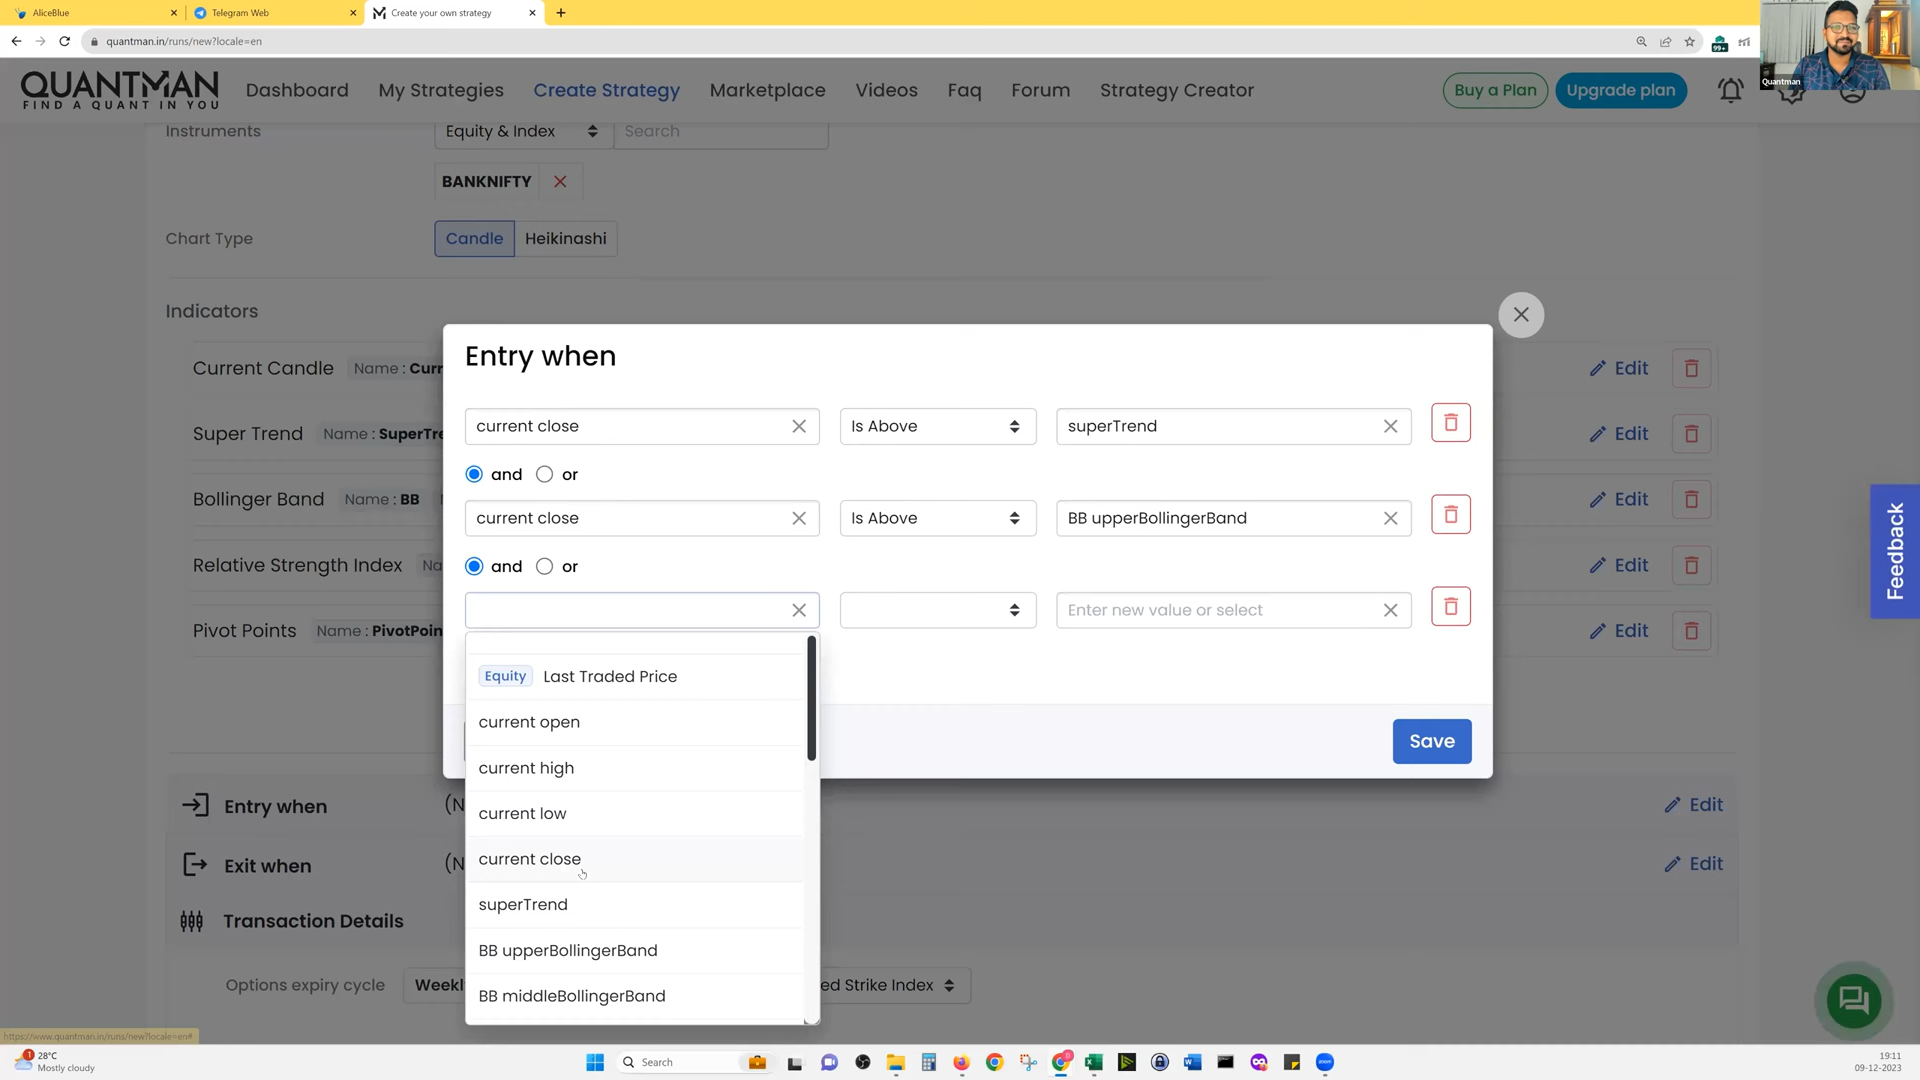 AliceBlue
Telegram Web
Create your own strategy
quantman.in/runs/new?locale=en
99+
Quantman
QUANTMAN
FIND A QUANT IN YOU
Dashboard
My Strategies
Create Strategy
Marketplace
Videos
Faq
Forum
Strategy Creator
Buy a Plan
Upgrade plan
Instruments
Equity & Index
Search
BANKNIFTY
Chart Type
Candle
Heikinashi
Indicators
Current Candle
Name : Curr
Edit
Super Trend
Name : SuperTre
Edit
Bollinger Band
Name : BB
Edit
Relative Strength Index
Na
Edit
Pivot Points
Name : PivotPoin
Edit
Entry when
current close
Is Above
superTrend
and
or
current close
Is Above
BB upperBollingerBand
and
or
Enter new value or select
Equity
Last Traded Price
current open
current high
current low
current close
superTrend
BB upperBollingerBand
BB middleBollingerBand
Save
Feedback
Entry when
(N
Edit
Exit when
(N
Edit
Transaction Details
Options expiry cycle
Weekl
ed Strike Index
https://www.quantman.in/runs/new?locale=en#
1
28°C
Mostly cloudy
Search
19:11
09-12-2023